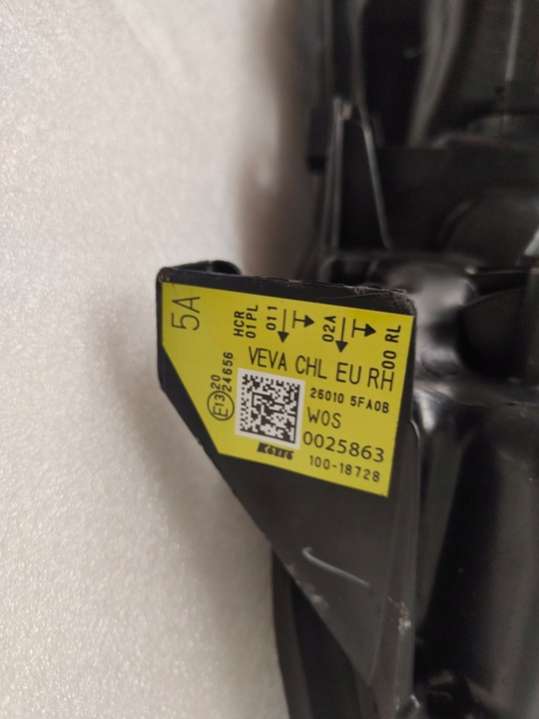 5A
HCR
01PL
011
02A
00 RL
VEVA CHL EU RH
E13
20
24656
26010 5FA0B
W0S
0025863
100-18728